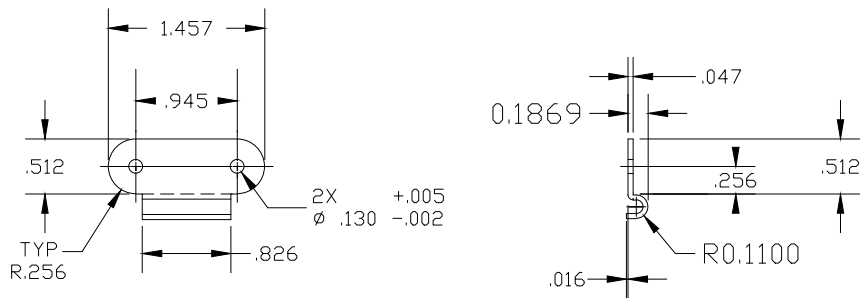 1.457
.945
.512
2X +.005
Ø .130 -.002
TYP
R.256
.826
.047
0.1869
.512
.256
R0.1100
.016